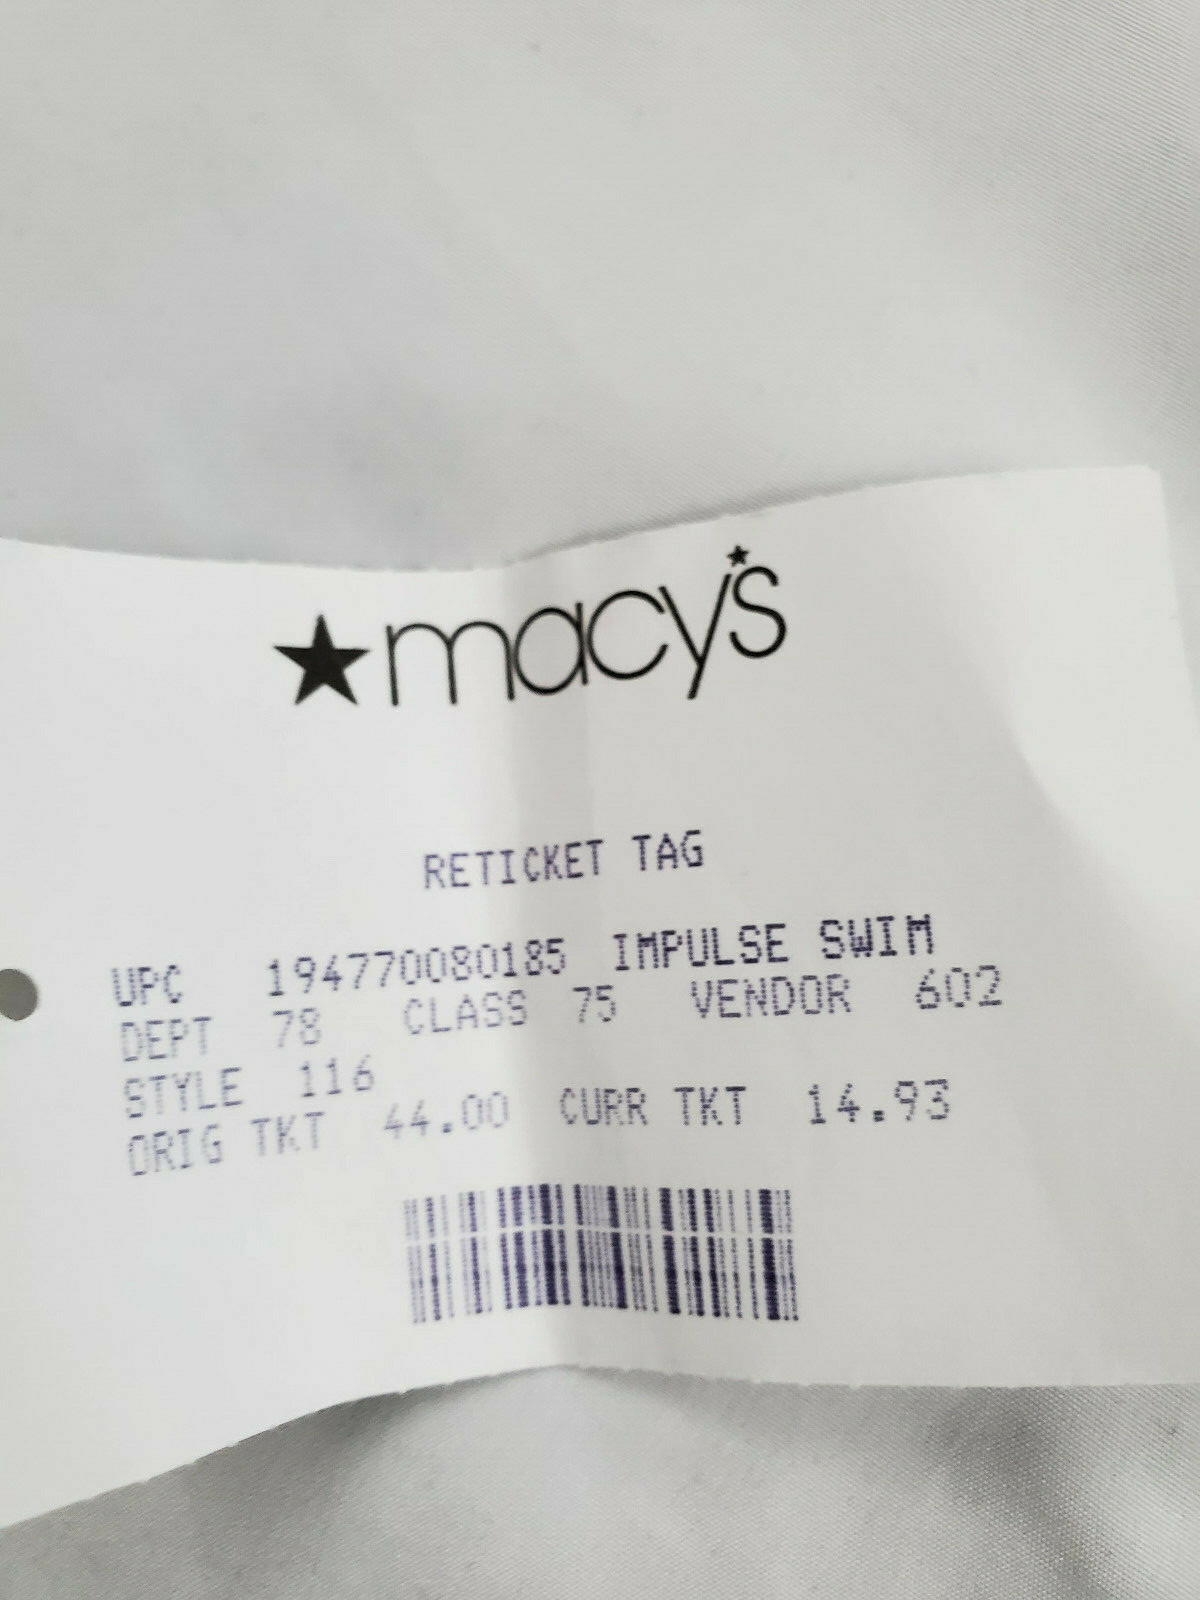 ★macy's
RETICKET TAG
UPC 194770080185 IMPULSE SWIM
DEPT 78 CLASS 75 VENDOR 602
STYLE 116
ORIG TKT 44.00 CURR TKT 14.93